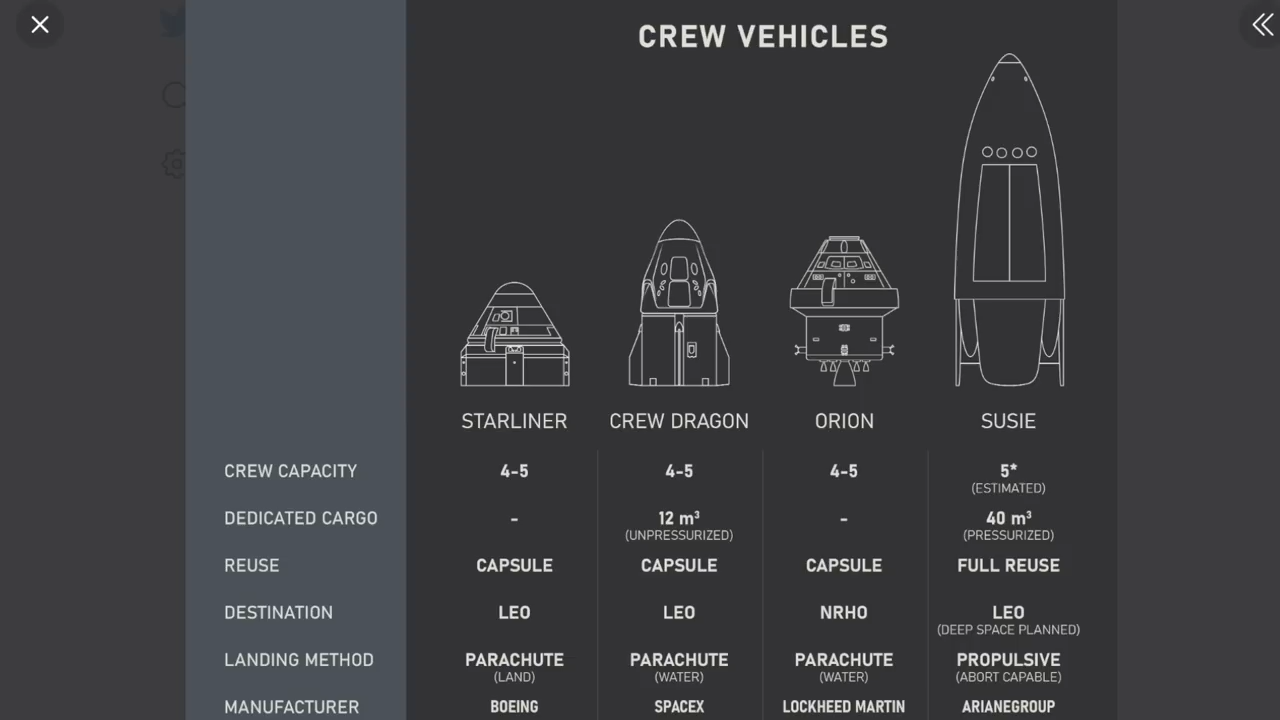 CREW VEHICLES
STARLINER CREW DRAGON ORION SUSIE
CREW CAPACITY 4-5 4-5 4-5 5*
(ESTIMATED)
DEDICATED CARGO - 12 m³ - 40 m³
(UNPRESSURIZED) (PRESSURIZED)
REUSE CAPSULE CAPSULE CAPSULE FULL REUSE
DESTINATION LEO LEO NRHO LEO
(DEEP SPACE PLANNED)
LANDING METHOD PARACHUTE PARACHUTE PARACHUTE PROPULSIVE
(LAND) (WATER) (WATER) (ABORT CAPABLE)
MANUFACTURER BOEING SPACEX LOCKHEED MARTIN ARIANEGROUP